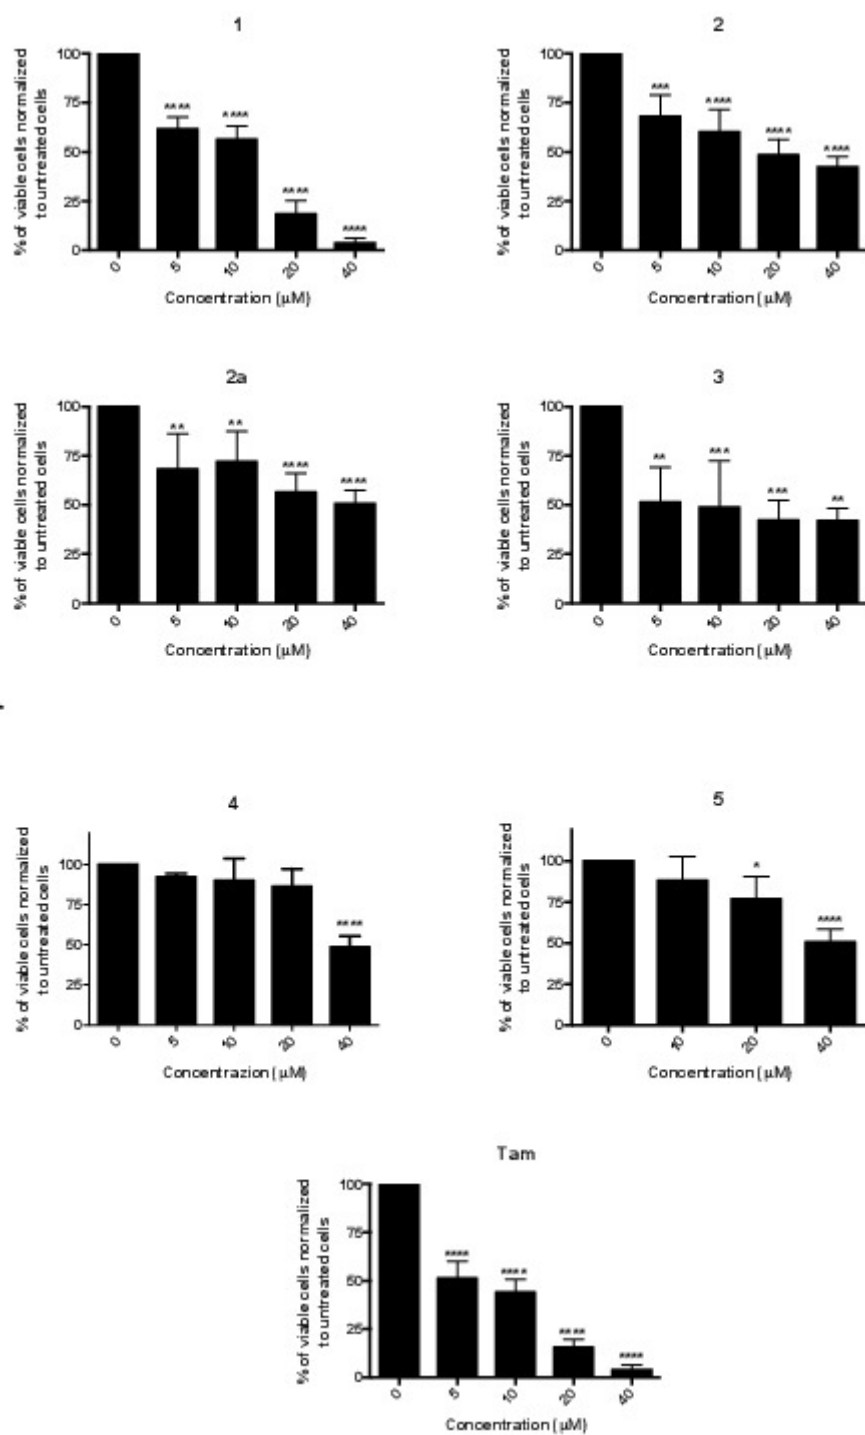 1
% of viable cells normalized
to untreated cells
100
75
50
25
0
**** **** **** ****
0 5 10 20 40
Concentration (µM)
2
% of viable cells normalized
to untreated cells
100
75
50
25
0
*** **** **** ****
0 5 10 20 40
Concentration (µM)
2a
% of viable cells normalized
to untreated cells
100
75
50
25
0
** ** **** ****
0 5 10 20 40
Concentration (µM)
3
% of viable cells normalized
to untreated cells
100
75
50
25
0
** *** *** **
0 5 10 20 40
Concentration (µM)
4
% of viable cells normalized
to untreated cells
100
75
50
25
0
****
0 5 10 20 40
Concentrazion (µM)
5
% of viable cells normalized
to untreated cells
100
75
50
25
0
* ****
0 10 20 40
Concentration (µM)
Tam
% of viable cells normalized
to untreated cells
100
75
50
25
0
**** **** **** ****
0 5 10 20 40
Concentration (µM)